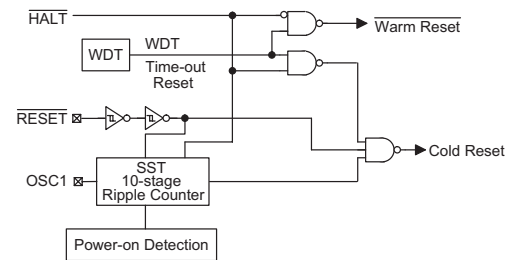 HALT
Warm Reset
WDT
WDT
Time-out
Reset
RESET
Cold Reset
SST
10-stage
Ripple Counter
OSC1
Power-on Detection